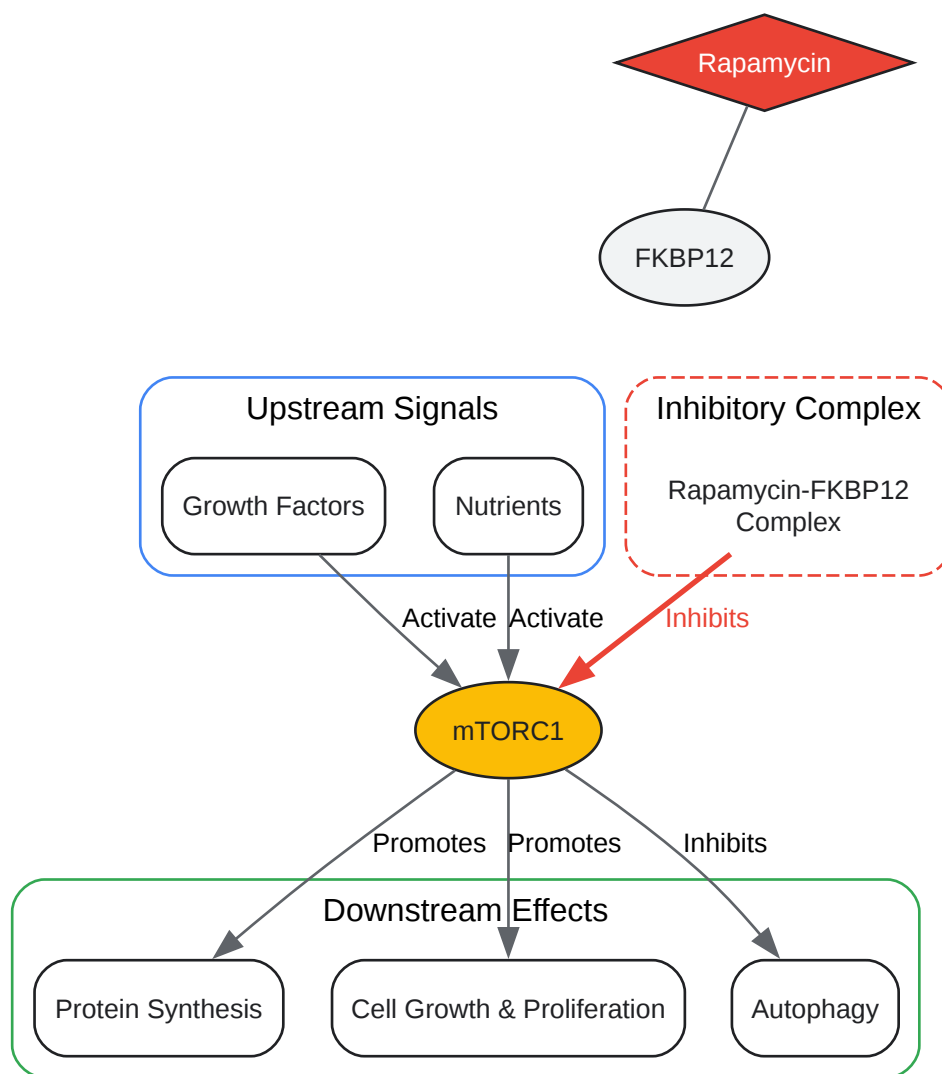 Rapamycin
FKBP12
Upstream Signals
Inhibitory Complex
Growth Factors
Nutrients
Rapamycin-FKBP12
Complex
Activate
Activate
Inhibits
mTORC1
Promotes
Promotes
Inhibits
Downstream Effects
Protein Synthesis
Cell Growth & Proliferation
Autophagy